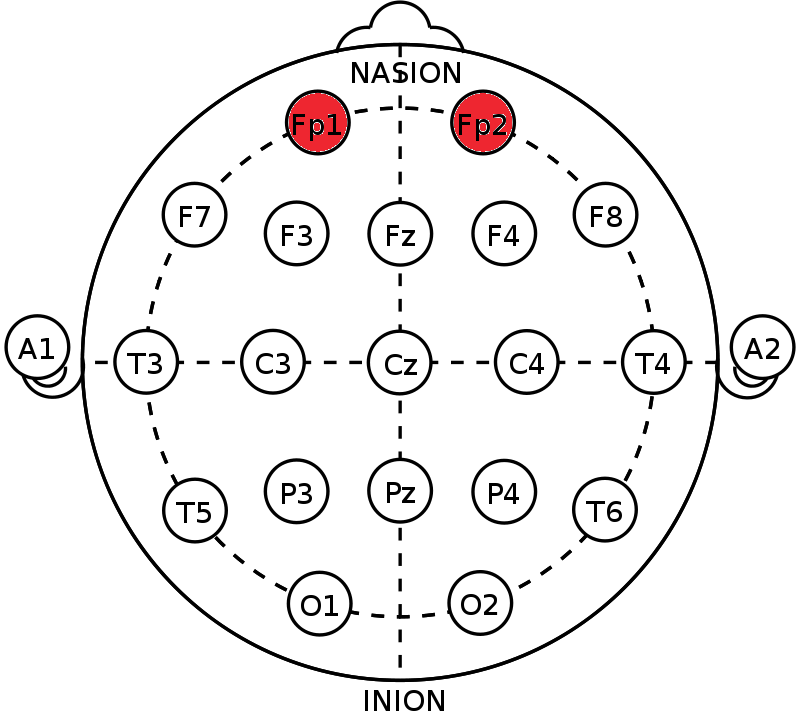 NASION
Fp1 Fp2
F7 F3 Fz F4 F8
A1 T3 C3 Cz C4 T4 A2
T5 P3 Pz P4 T6
O1 O2
INION